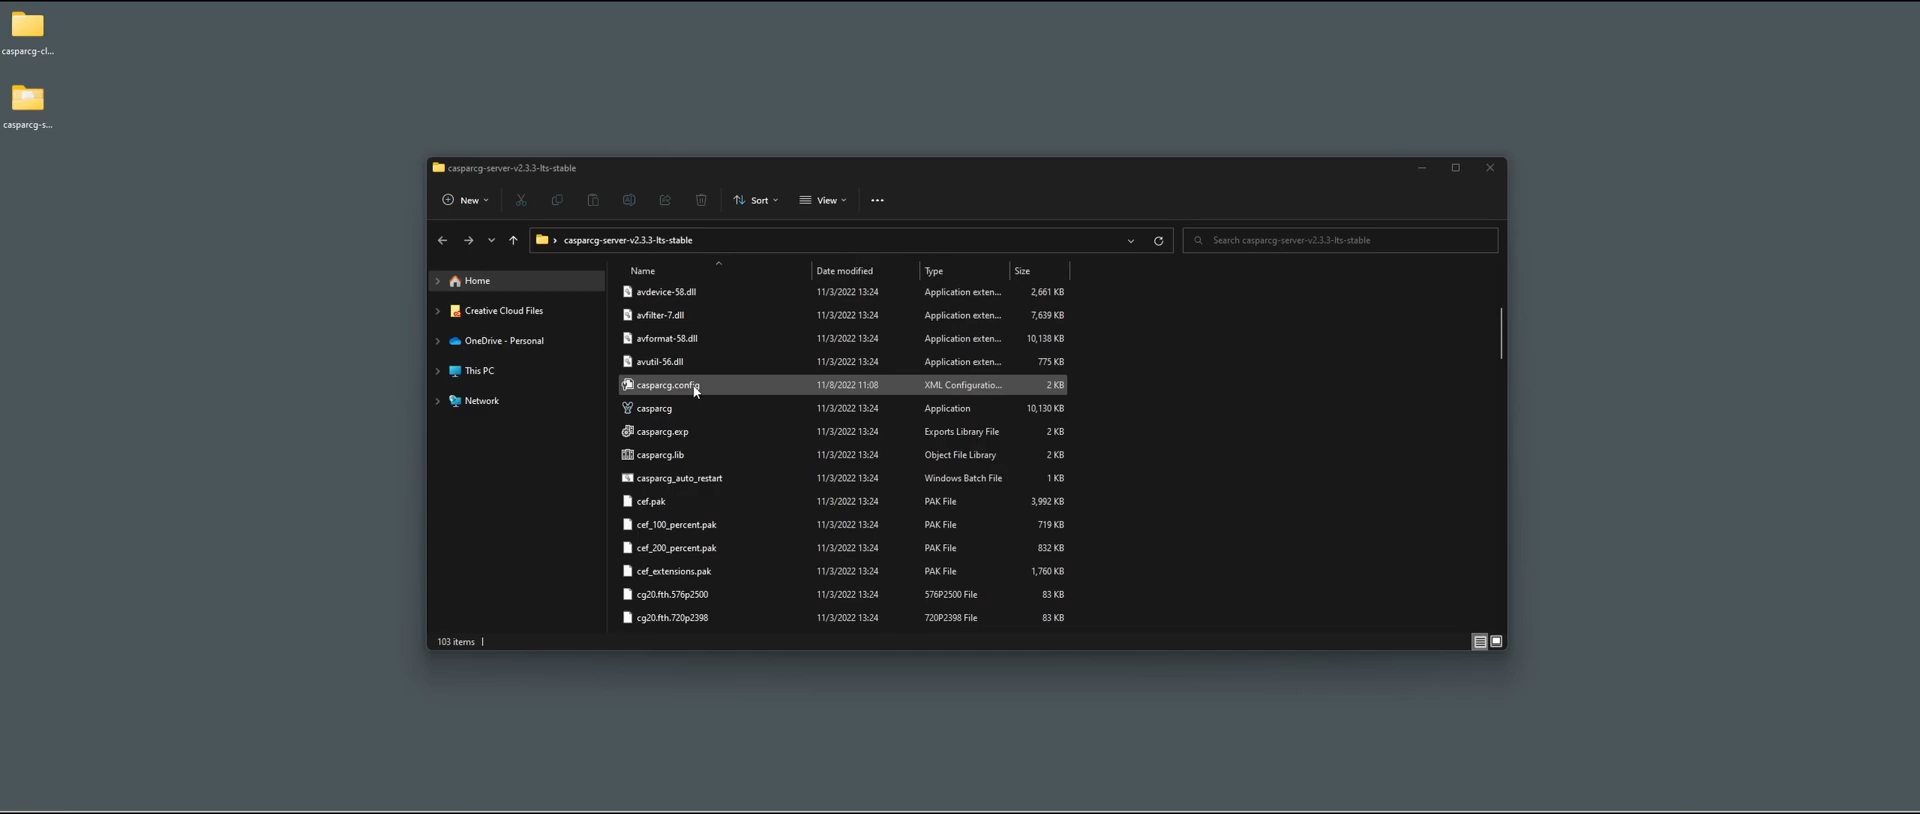 casparcg-cl...
casparcg-s...
casparcg-server-v2.3.3-lts-stable
New Sort View
casparcg-server-v2.3.3-lts-stable Search casparcg-server-v2.3.3-lts-stable
Home
Creative Cloud Files
OneDrive - Personal
This PC
Network
Name Date modified Type Size
avdevice-58.dll 11/3/2022 13:24 Application exten... 2,661 KB
avfilter-7.dll 11/3/2022 13:24 Application exten... 7,639 KB
avformat-58.dll 11/3/2022 13:24 Application exten... 10,138 KB
avutil-56.dll 11/3/2022 13:24 Application exten... 775 KB
casparcg.config 11/8/2022 11:08 XML Configuratio... 2 KB
casparcg 11/3/2022 13:24 Application 10,130 KB
casparcg.exp 11/3/2022 13:24 Exports Library File 2 KB
casparcg.lib 11/3/2022 13:24 Object File Library 2 KB
casparcg_auto_restart 11/3/2022 13:24 Windows Batch File 1 KB
cef.pak 11/3/2022 13:24 PAK File 3,992 KB
cef_100_percent.pak 11/3/2022 13:24 PAK File 719 KB
cef_200_percent.pak 11/3/2022 13:24 PAK File 832 KB
cef_extensions.pak 11/3/2022 13:24 PAK File 1,760 KB
cg20.fth.576p2500 11/3/2022 13:24 576P2500 File 83 KB
cg20.fth.720p2398 11/3/2022 13:24 720P2398 File 83 KB
103 items